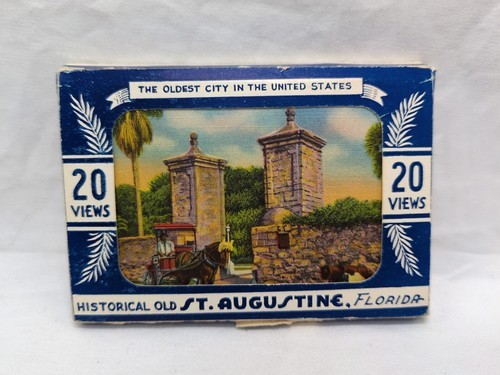 THE OLDEST CITY IN THE UNITED STATES
20
VIEWS
20
VIEWS
HISTORICAL OLD ST. AUGUSTINE, FLORIDA